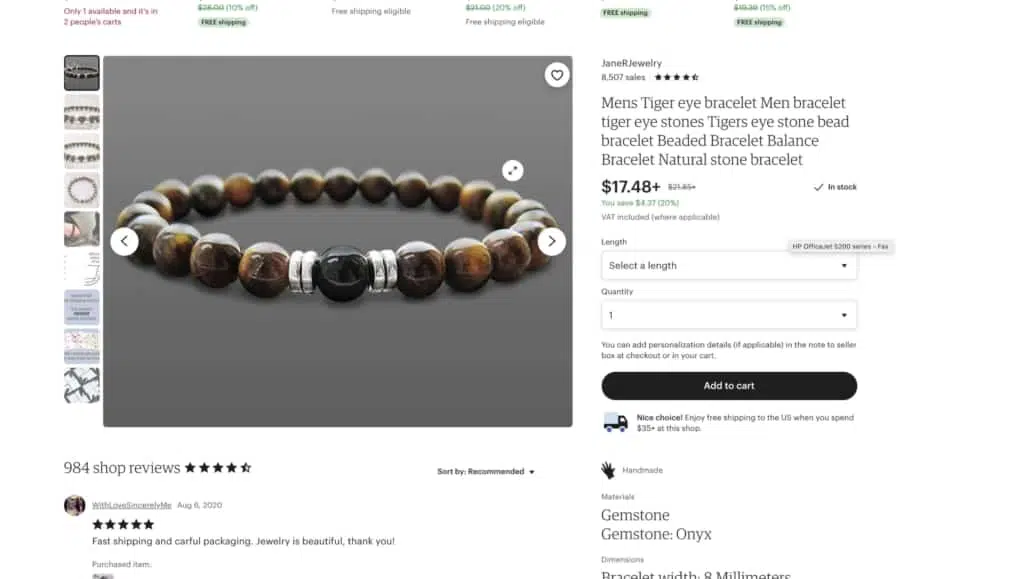 Only 1 available and it's in
2 people's carts
$28.00 (10% off)
FREE shipping
Free shipping eligible
$21.00 (20% off)
Free shipping eligible
FREE shipping
(15% off)
FREE shipping
JaneRJewelry
8,507 sales
Mens Tiger eye bracelet Men bracelet
tiger eye stones Tigers eye stone bead
bracelet Beaded Bracelet Balance
Bracelet Natural stone bracelet
$17.48+ $21.85+
In stock
You save $4.37 (20%)
VAT included (where applicable)
Length
HP OfficeJet 5200 series - Fax
Select a length
Quantity
1
You can add personalization details (if applicable) in the note to seller
box at checkout or in your cart.
Add to cart
Nice choice! Enjoy free shipping to the US when you spend
$35+ at this shop.
984 shop reviews
Sort by: Recommended
WithLoveSincerelyMe Aug 6, 2020
Fast shipping and carful packaging. Jewelry is beautiful, thank you!
Purchased item:
Handmade
Materials
Gemstone
Gemstone: Onyx
Dimensions
Bracelet width: 8 Millimeters